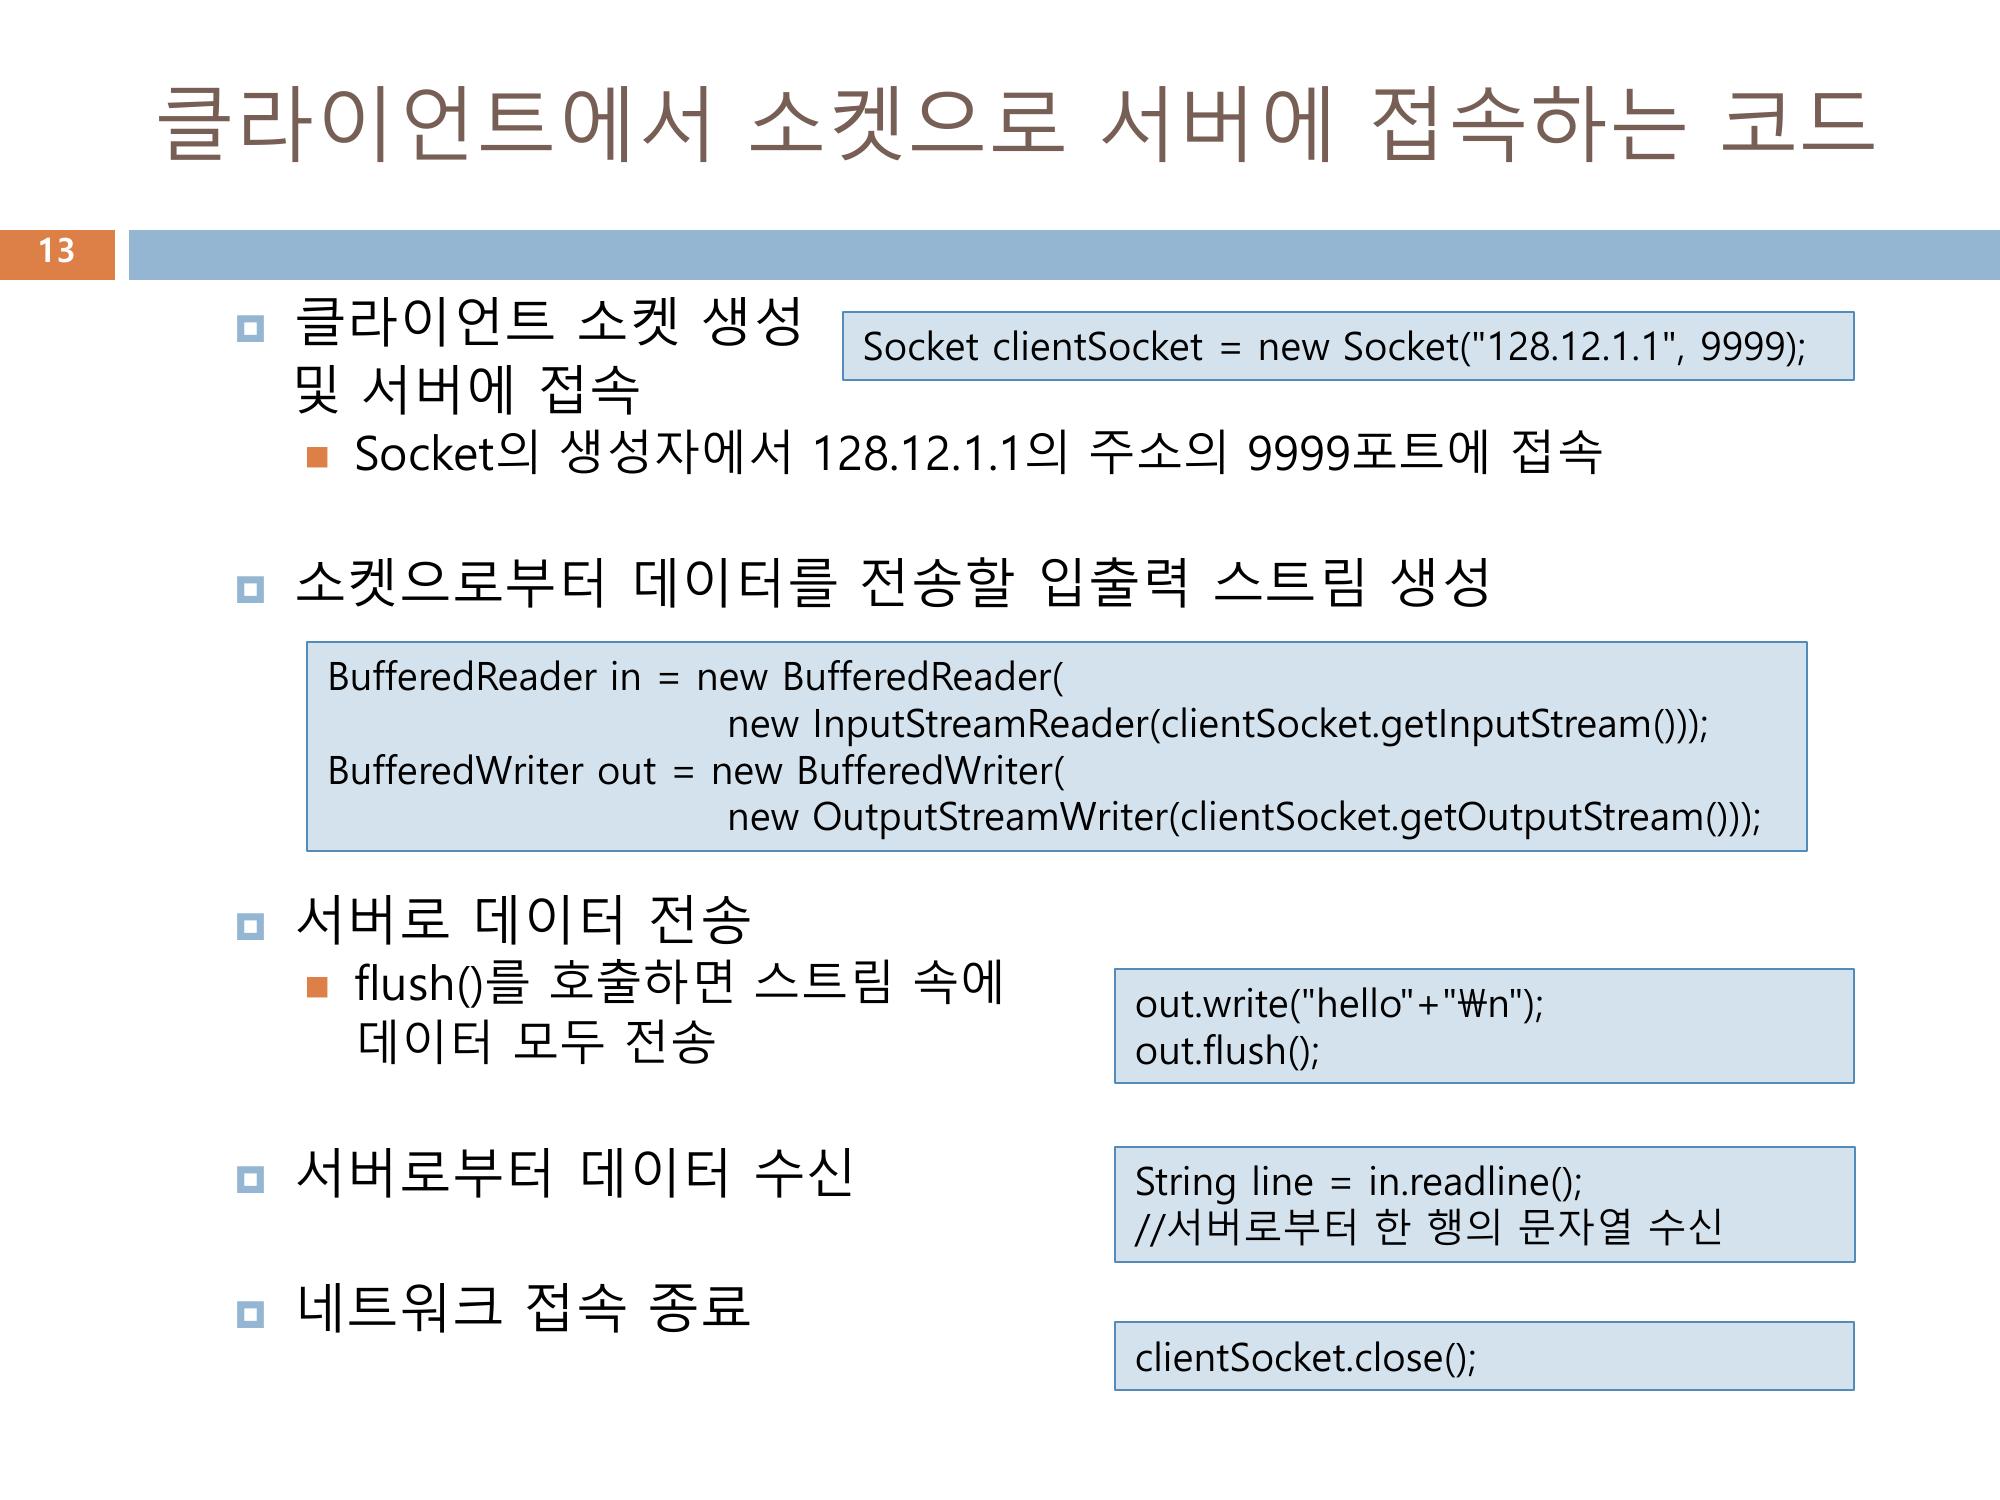 클라이언트에서 소켓으로 서버에 접속하는 코드
13
클라이언트 소켓 생성
및 서버에 접속
Socket clientSocket = new Socket("128.12.1.1", 9999);
Socket의 생성자에서 128.12.1.1의 주소의 9999포트에 접속
소켓으로부터 데이터를 전송할 입출력 스트림 생성
BufferedReader in = new BufferedReader(
new InputStreamReader(clientSocket.getInputStream()));
BufferedWriter out = new BufferedWriter(
new OutputStreamWriter(clientSocket.getOutputStream()));
서버로 데이터 전송
flush()를 호출하면 스트림 속에
데이터 모두 전송
out.write("hello"+"₩n");
out.flush();
서버로부터 데이터 수신
String line = in.readline();
//서버로부터 한 행의 문자열 수신
네트워크 접속 종료
clientSocket.close();